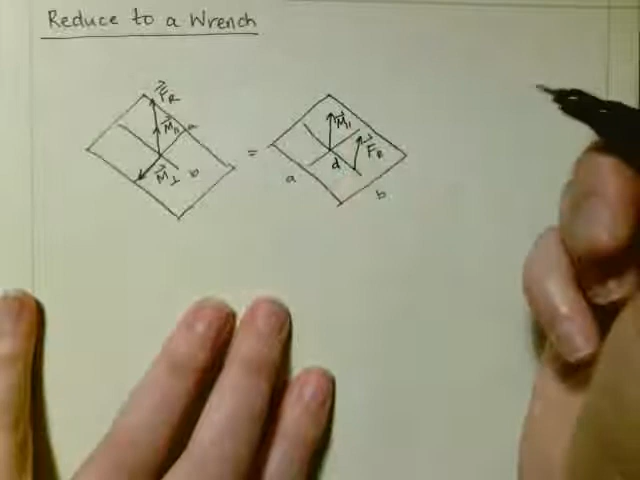 Reduce to a Wrench
F_R
M_||
a
M_⊥
b
=
M_||
F_R
d
a
b